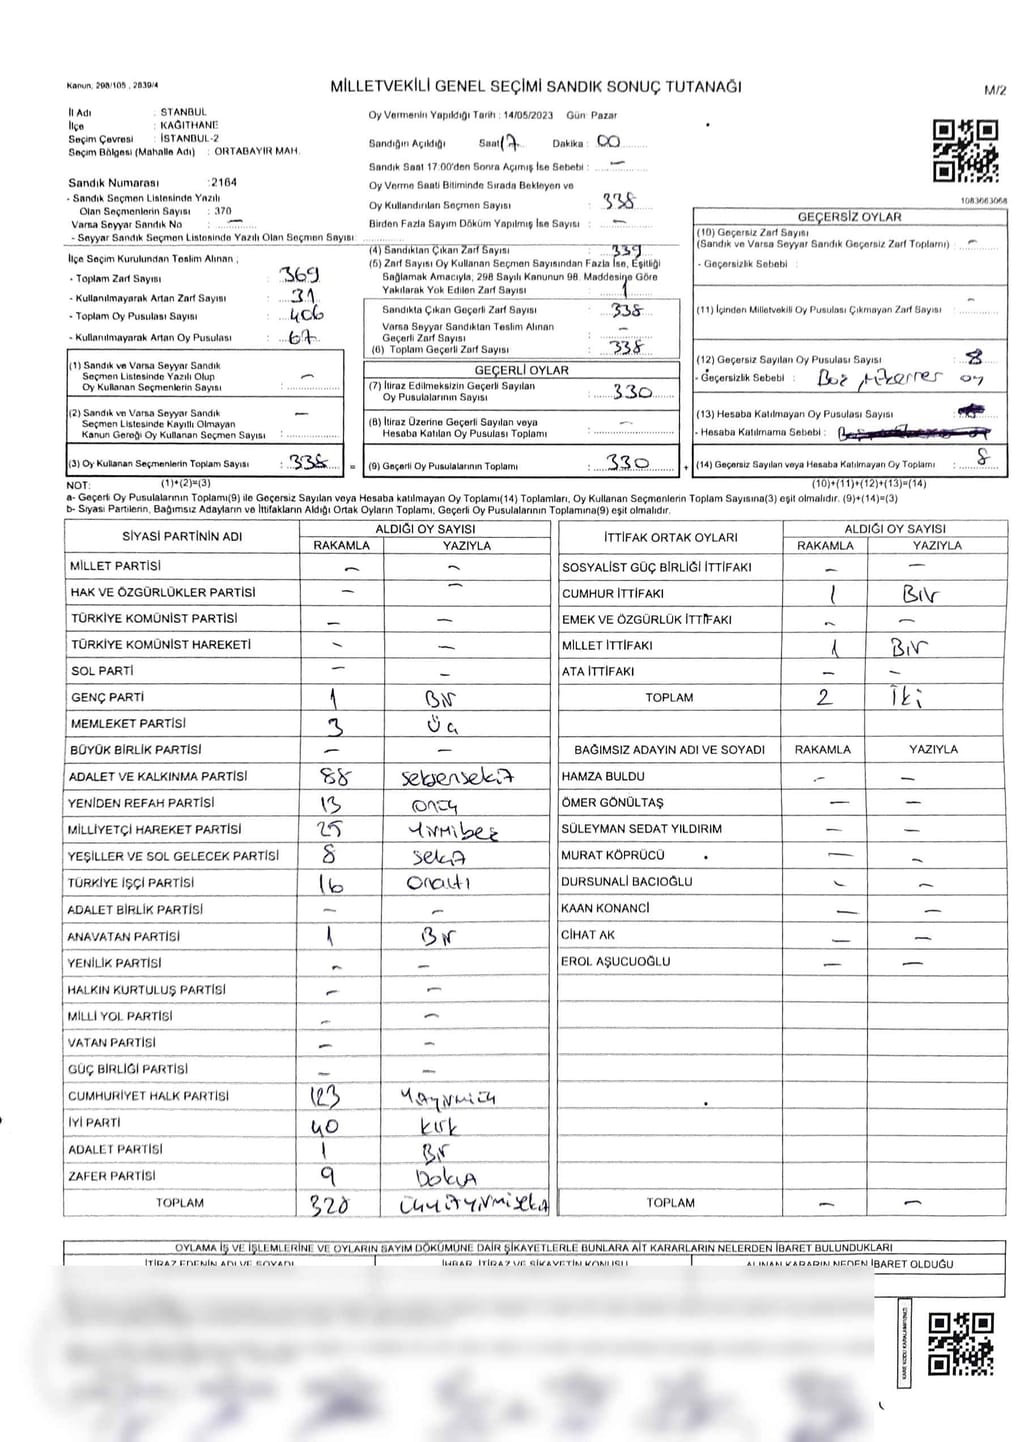 Kanun, 298/105 , 2839/4
MİLLETVEKİLİ GENEL SEÇİMİ SANDIK SONUÇ TUTANAĞI
M/2
İl Adı : STANBUL
İlçe : KAĞITHANE
Seçim Çevresi : İSTANBUL-2
Seçim Bölgesi (Mahalle Adı) : ORTABAYIR MAH.
Oy Vermenin Yapıldığı Tarih : 14/05/2023 Gün Pazar
Sandığın Açıldığı Saat 17 Dakika : 00
Sandık Saat 17:00'den Sonra Açımış İse Sebebi : -
Sandık Numarası : 2164
- Sandık Seçmen Listesinde Yazılı
Olan Seçmenlerin Sayısı : 370
Varsa Seyyar Sandık No : -
- Seyyar Sandık Seçmen Listesinde Yazılı Olan Seçmen Sayısı:
Oy Verme Saati Bitiminde Sırada Bekleyen ve
Oy Kullandırılan Seçmen Sayısı : 338
Birden Fazla Sayım Döküm Yapılmış İse Sayısı : -
1083663068
İlçe Seçim Kurulundan Teslim Alınan ;
- Toplam Zarf Sayısı : 369
- Kullanılmayarak Artan Zarf Sayısı : 31
- Toplam Oy Pusulası Sayısı : 406
- Kullanılmayarak Artan Oy Pusulası : 67
(4) Sandıktan Çıkan Zarf Sayısı : 339
(5) Zarf Sayısı Oy Kullanan Seçmen Sayısından Fazla İse, Eşitliği
Sağlamak Amacıyla, 298 Sayılı Kanunun 98. Maddesine Göre
Yakılarak Yok Edilen Zarf Sayısı : 1
Sandıkta Çıkan Geçerli Zarf Sayısı : 338
Varsa Seyyar Sandıktan Teslim Alınan
Geçerli Zarf Sayısı : -
(6) Toplam Geçerli Zarf Sayısı : 338
GEÇERSİZ OYLAR
(10) Geçersiz Zarf Sayısı
(Sandık ve Varsa Seyyar Sandık Geçersiz Zarf Toplamı) : -
- Geçersizlik Sebebi :
(11) İçinden Milletvekili Oy Pusulası Çıkmayan Zarf Sayısı : -
(12) Geçersiz Sayılan Oy Pusulası Sayısı : 8
- Geçersizlik Sebebi : Boş, Mükerrer oy
(13) Hesaba Katılmayan Oy Pusulası Sayısı :
- Hesaba Katılmama Sebebi :
(14) Geçersiz Sayılan veya Hesaba Katılmayan Oy Toplamı : 8
(1) Sandık ve Varsa Seyyar Sandık
Seçmen Listesinde Yazılı Olup
Oy Kullanan Seçmen Sayısı : -
(2) Sandık ve Varsa Seyyar Sandık
Seçmen Listesinde Kayıtlı Olmayan
Kanun Gereği Oy Kullanan Seçmen Sayısı : -
(3) Oy Kullanan Seçmenlerin Toplam Sayısı : 338 =
GEÇERLİ OYLAR
(7) İtiraz Edilmeksizin Geçerli Sayılan
Oy Pusulalarının Sayısı : 330
(8) İtiraz Üzerine Geçerli Sayılan veya
Hesaba Katılan Oy Pusulası Toplamı : -
(9) Geçerli Oy Pusulalarının Toplamı : 330 +
NOT: (1)+(2)=(3) (10)+(11)+(12)+(13)=(14)
a- Geçerli Oy Pusulalarının Toplamı(9) ile Geçersiz Sayılan veya Hesaba katılmayan Oy Toplamı(14) Toplamları, Oy Kullanan Seçmenlerin Toplam Sayısına(3) eşit olmalıdır. (9)+(14)=(3)
b- Siyasi Partilerin, Bağımsız Adayların ve İttifakların Aldığı Ortak Oyların Toplamı, Geçerli Oy Pusulalarının Toplamına(9) eşit olmalıdır.
SİYASİ PARTİNİN ADI ALDIĞI OY SAYISI
RAKAMLA YAZIYLA
MİLLET PARTİSİ - -
HAK VE ÖZGÜRLÜKLER PARTİSİ - -
TÜRKİYE KOMÜNİST PARTİSİ - -
TÜRKİYE KOMÜNİST HAREKETİ - -
SOL PARTİ - -
GENÇ PARTİ 1 Bir
MEMLEKET PARTİSİ 3 Üç
BÜYÜK BİRLİK PARTİSİ - -
ADALET VE KALKINMA PARTİSİ 88 seksensekiz
YENİDEN REFAH PARTİSİ 13 onüç
MİLLİYETÇİ HAREKET PARTİSİ 25 Yirmibeş
YEŞİLLER VE SOL GELECEK PARTİSİ 8 sekiz
TÜRKİYE İŞÇİ PARTİSİ 16 onaltı
ADALET BİRLİK PARTİSİ - -
ANAVATAN PARTİSİ 1 Bir
YENİLİK PARTİSİ - -
HALKIN KURTULUŞ PARTİSİ - -
MİLLİ YOL PARTİSİ - -
VATAN PARTİSİ - -
GÜÇ BİRLİĞİ PARTİSİ - -
CUMHURİYET HALK PARTİSİ 123 Yüzyirmiüç
İYİ PARTİ 40 kırk
ADALET PARTİSİ 1 Bir
ZAFER PARTİSİ 9 Dokuz
TOPLAM 328 üçyüzyirmisekiz
İTTİFAK ORTAK OYLARI ALDIĞI OY SAYISI
RAKAMLA YAZIYLA
SOSYALİST GÜÇ BİRLİĞİ İTTİFAKI - -
CUMHUR İTTİFAKI 1 Bir
EMEK VE ÖZGÜRLÜK İTTİFAKI - -
MİLLET İTTİFAKI 1 Bir
ATA İTTİFAKI - -
TOPLAM 2 İki
BAĞIMSIZ ADAYIN ADI VE SOYADI RAKAMLA YAZIYLA
HAMZA BULDU - -
ÖMER GÖNÜLTAŞ - -
SÜLEYMAN SEDAT YILDIRIM - -
MURAT KÖPRÜCÜ - -
DURSUNALİ BACIOĞLU - -
KAAN KONANCİ - -
CİHAT AK - -
EROL AŞUCUOĞLU - -
TOPLAM - -
OYLAMA İŞ VE İŞLEMLERİNE VE OYLARIN SAYIM DÖKÜMÜNE DAİR ŞİKAYETLERLE BUNLARA AİT KARARLARIN NELERDEN İBARET BULUNDUKLARI
İTİRAZ EDENİN ADI VE SOYADI İHBAR, İTİRAZ VE ŞİKAYETİN KONUSU ALINAN KARARIN NEDEN İBARET OLDUĞU